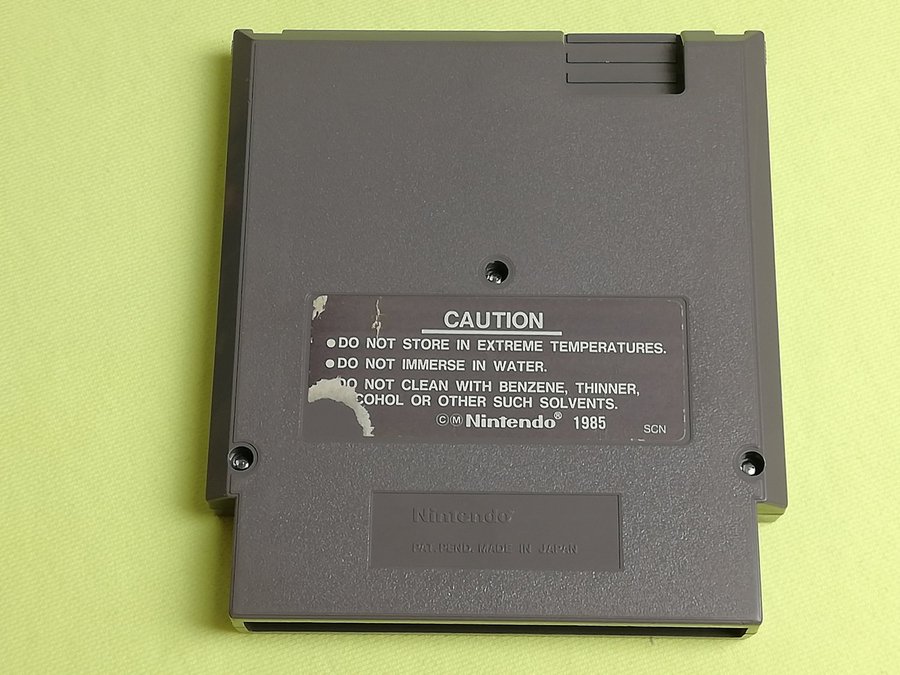 CAUTION
●DO NOT STORE IN EXTREME TEMPERATURES.
●DO NOT IMMERSE IN WATER.
DO NOT CLEAN WITH BENZENE, THINNER,
COHOL OR OTHER SUCH SOLVENTS.
©Ⓜ Nintendo® 1985
SCN
Nintendo®
PAT. PEND. MADE IN JAPAN